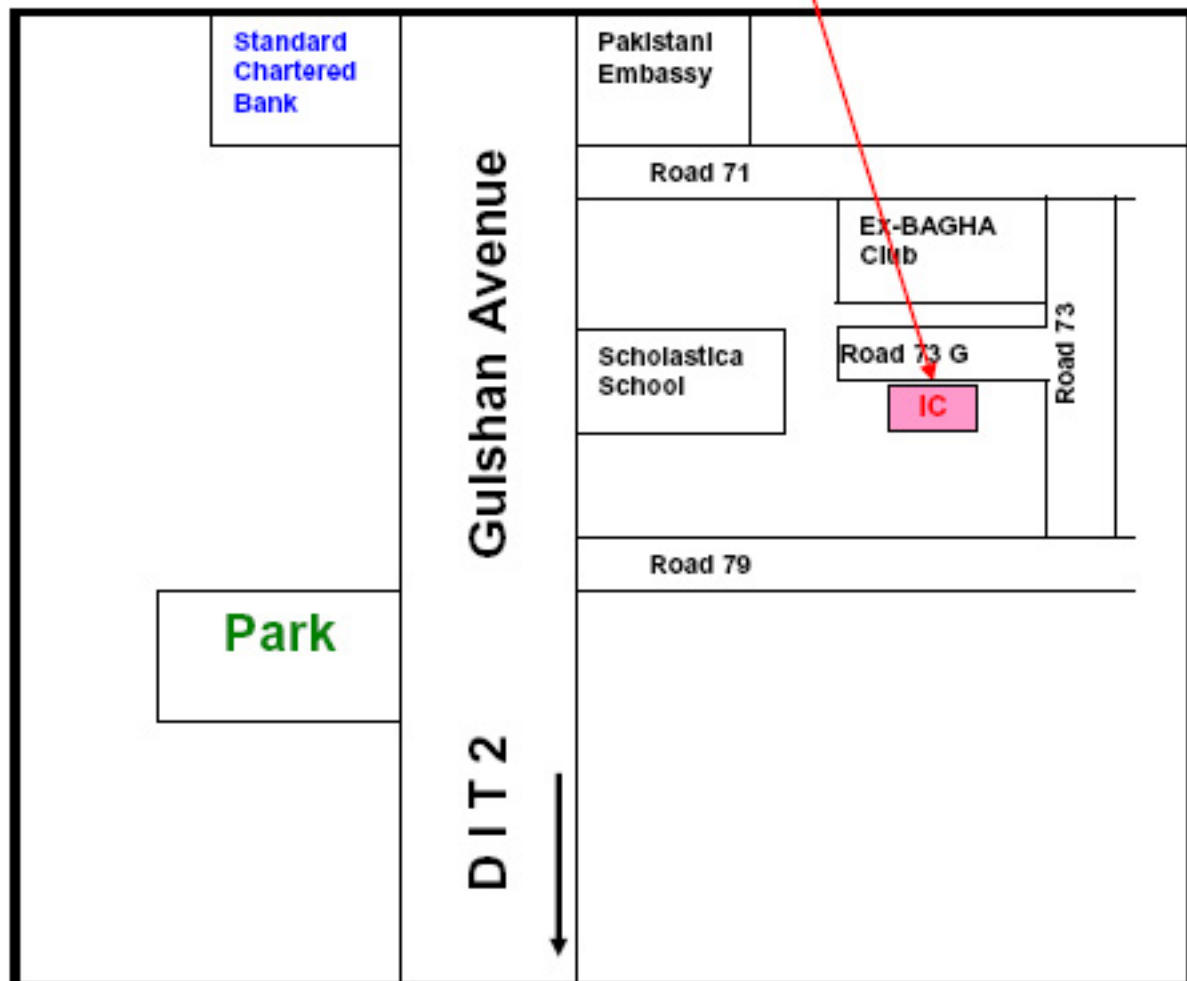 Standard
Chartered
Bank
Pakistani
Embassy
Gulshan Avenue
Road 71
Ex-BAGHA
Club
Scholastica
School
Road 73 G
Road 73
IC
Road 79
Park
D I T 2